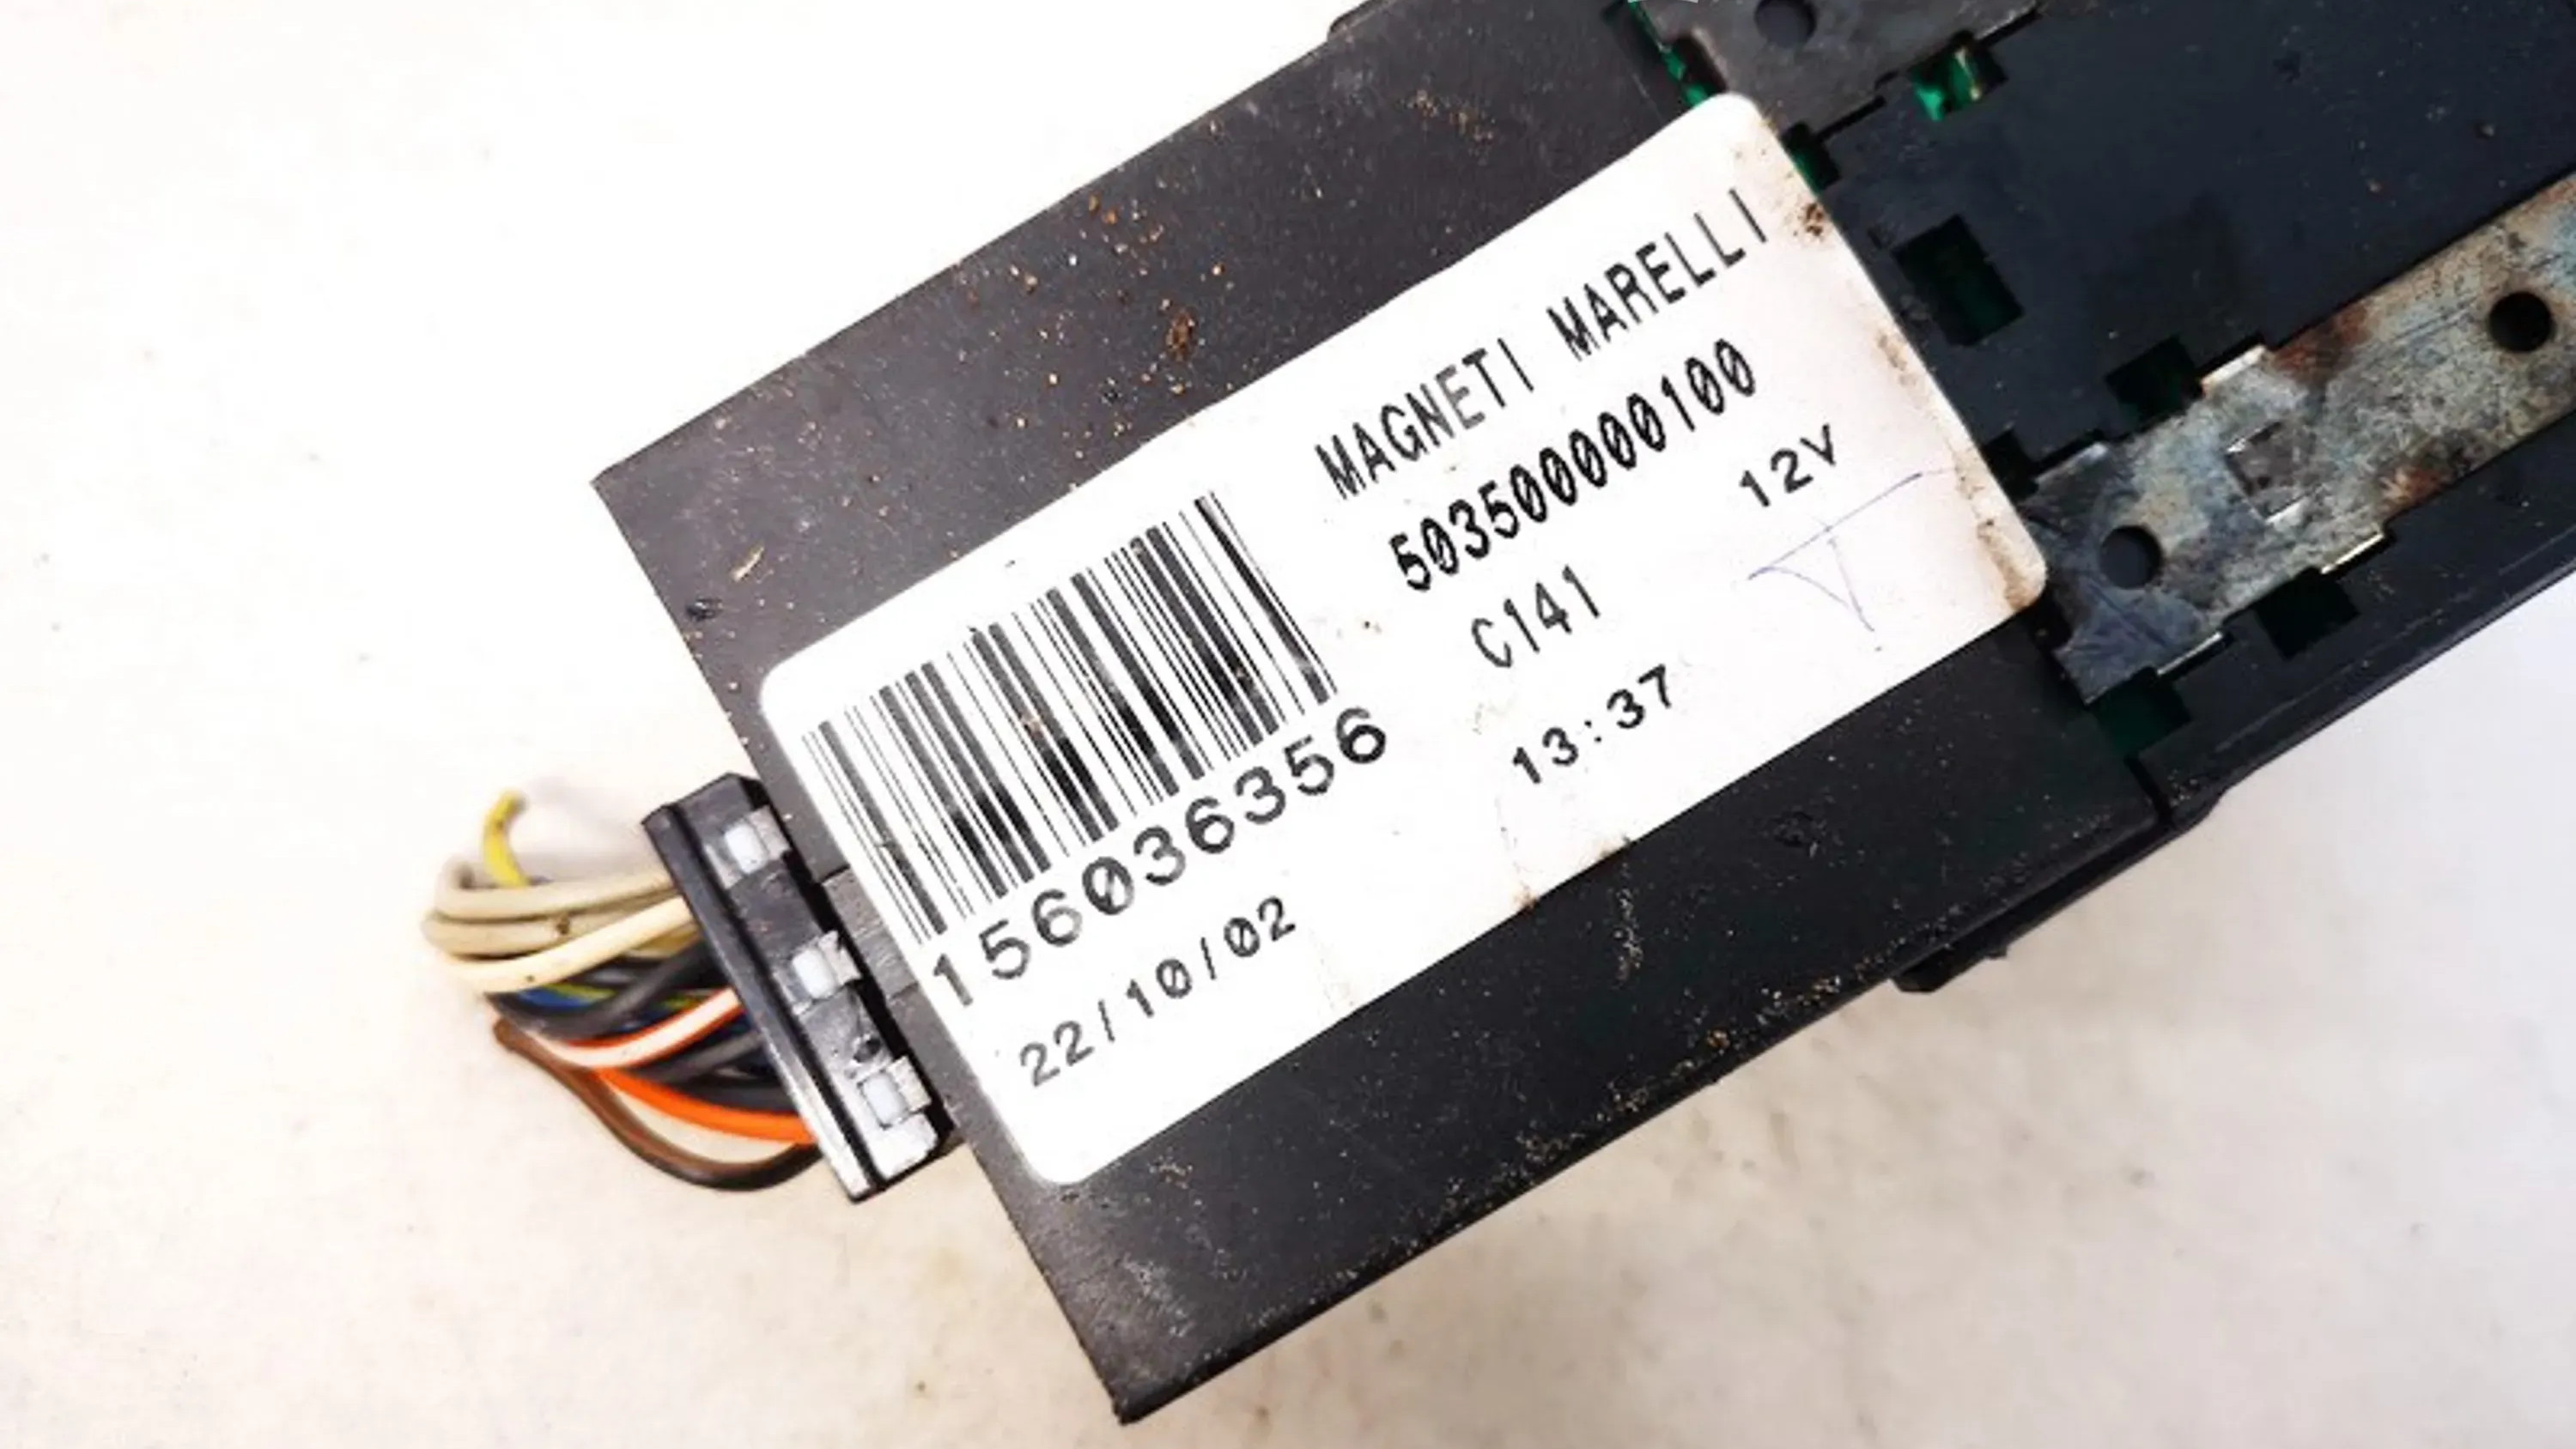 MAGNETI MARELLI
503500000100
12V
C141
156036356
13:37
22/10/02